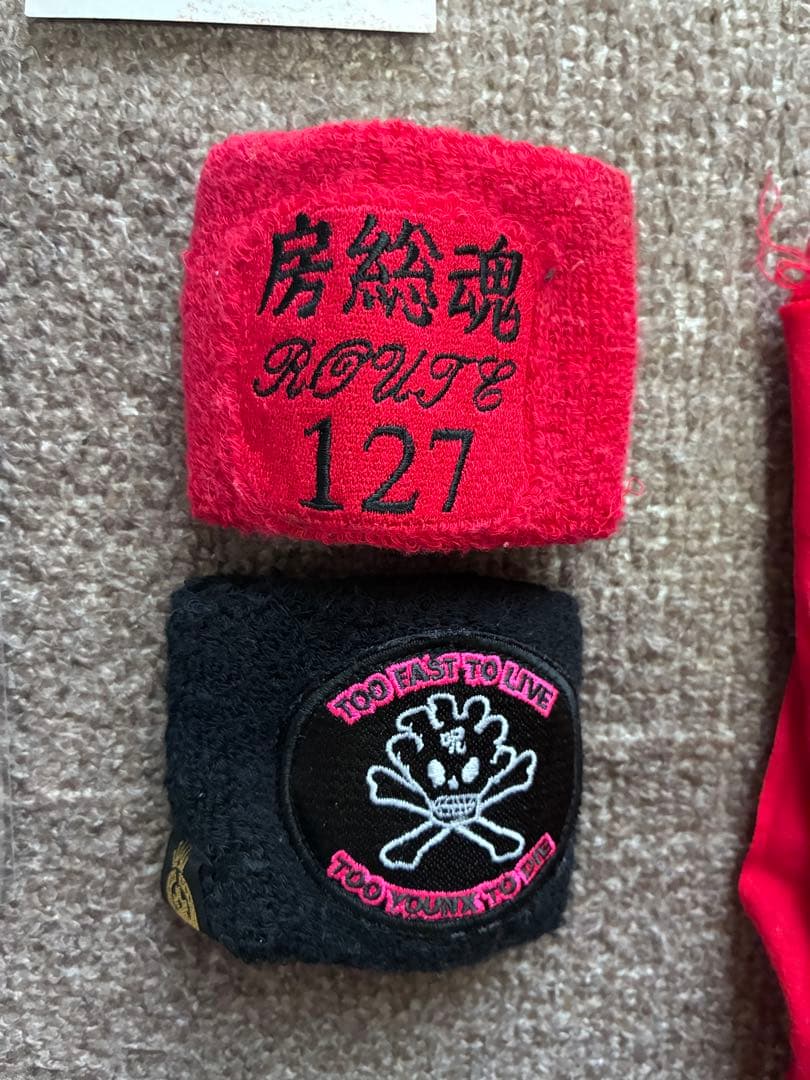 房総魂
ROUTE
127
TOO FAST TO LIVE
呪
TOO YOUNX TO DIE